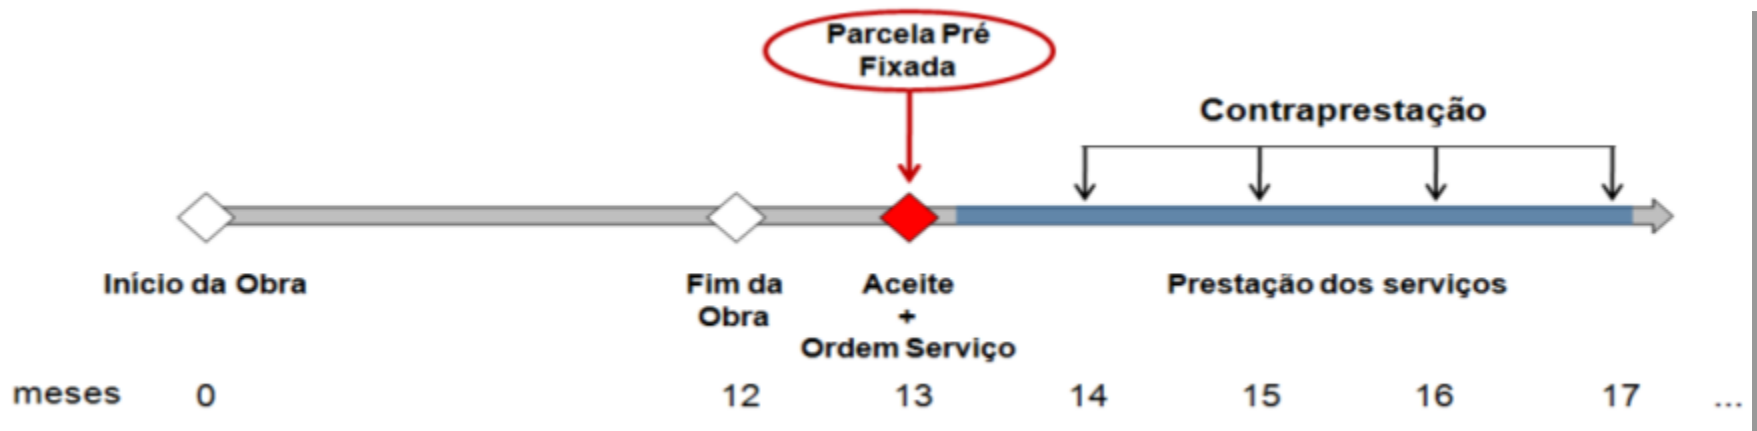 Parcela Pré
Fixada
Contraprestação
Início da Obra
Fim da
Obra
Aceite
+
Ordem Serviço
Prestação dos serviços
meses 0 12 13 14 15 16 17 ...